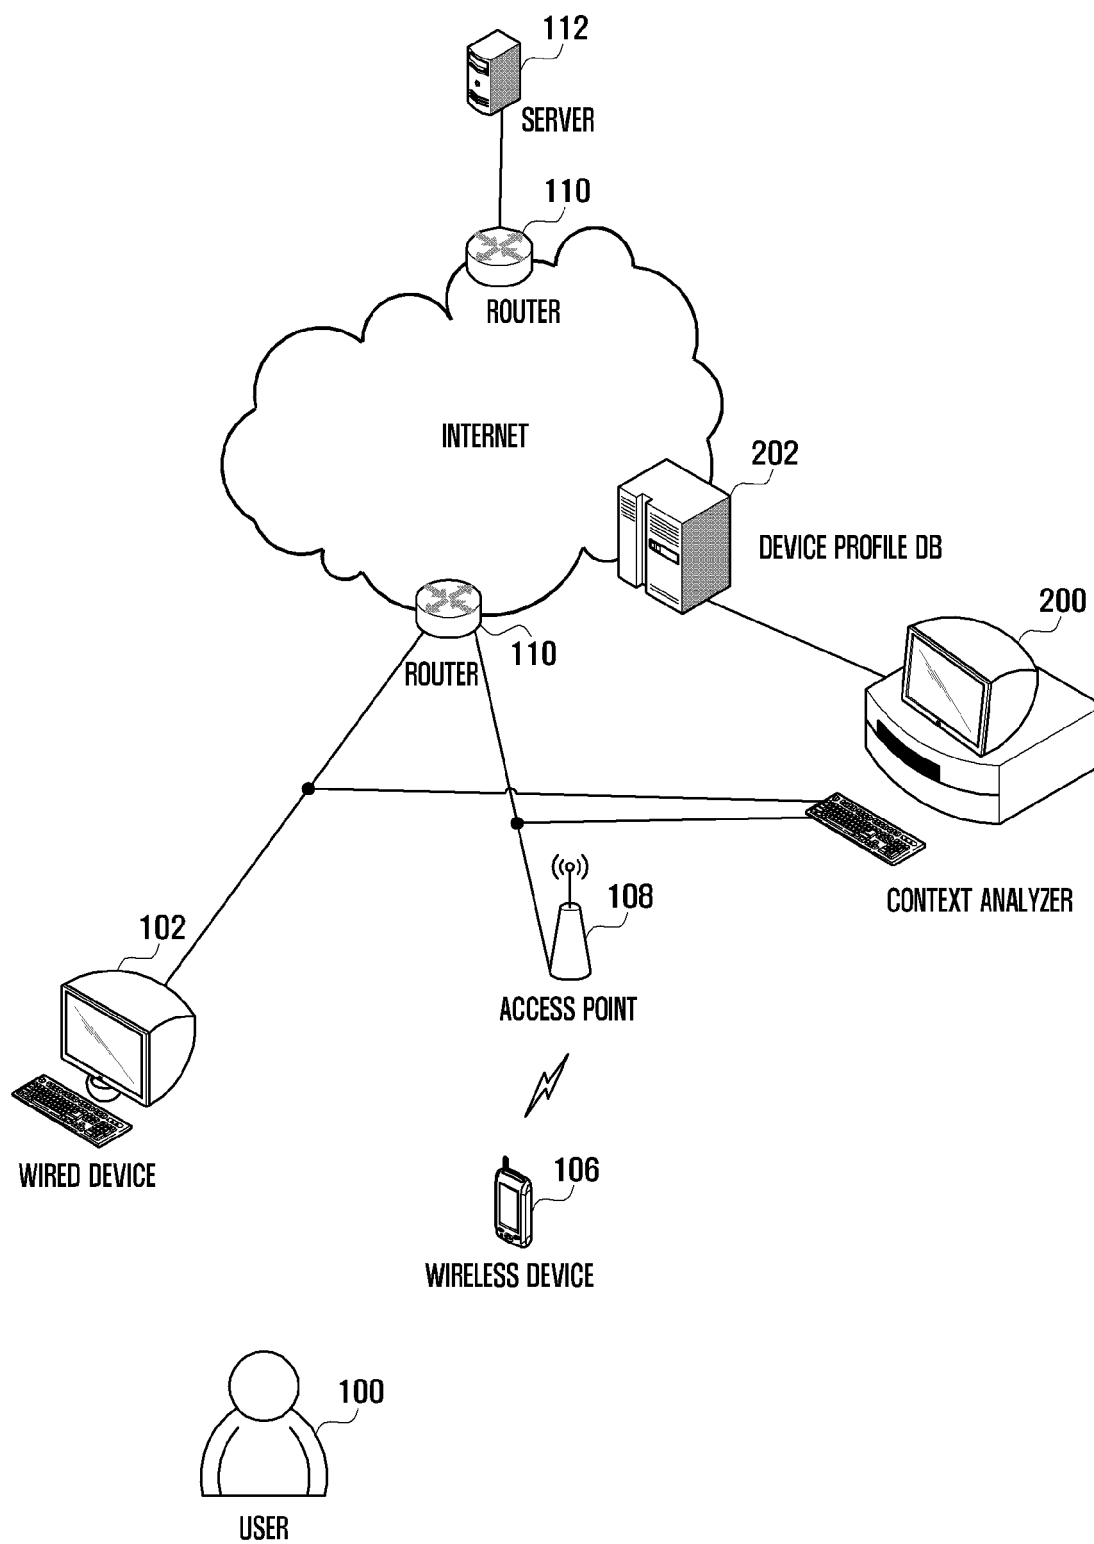 112
SERVER
110
ROUTER
INTERNET
202
DEVICE PROFILE DB
200
110
ROUTER
CONTEXT ANALYZER
108
102
ACCESS POINT
WIRED DEVICE
106
WIRELESS DEVICE
100
USER